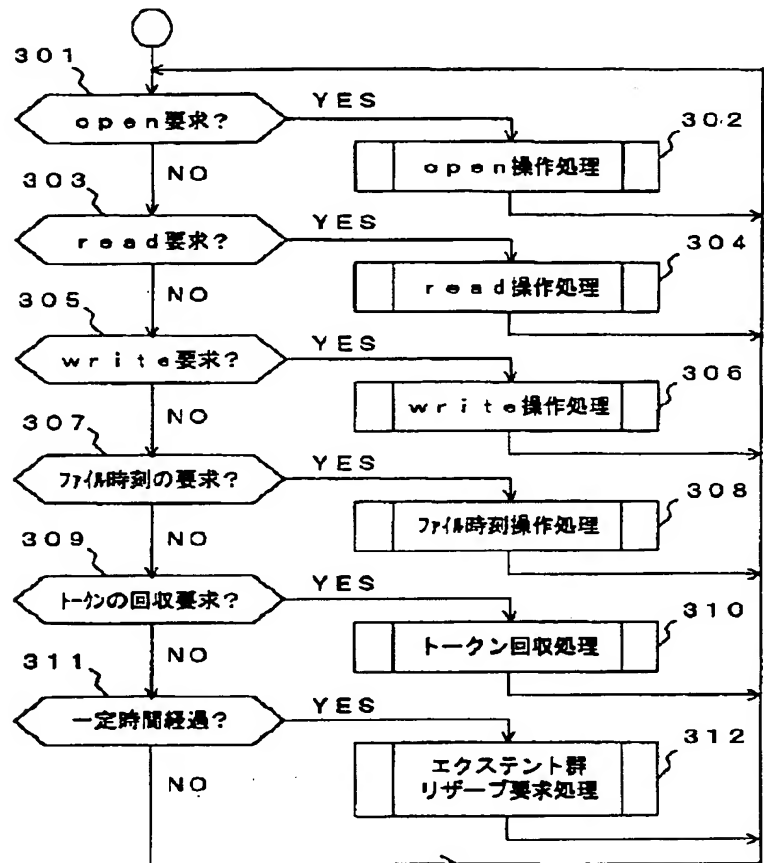 301
open要求?
YES
302
open操作処理
NO
303
read要求?
YES
304
read操作処理
NO
305
write要求?
YES
306
write操作処理
NO
307
ファイル時刻の要求?
YES
308
ファイル時刻操作処理
NO
309
トークンの回収要求?
YES
310
トークン回収処理
NO
311
一定時間経過?
YES
312
エクステント群
リザーブ要求処理
NO